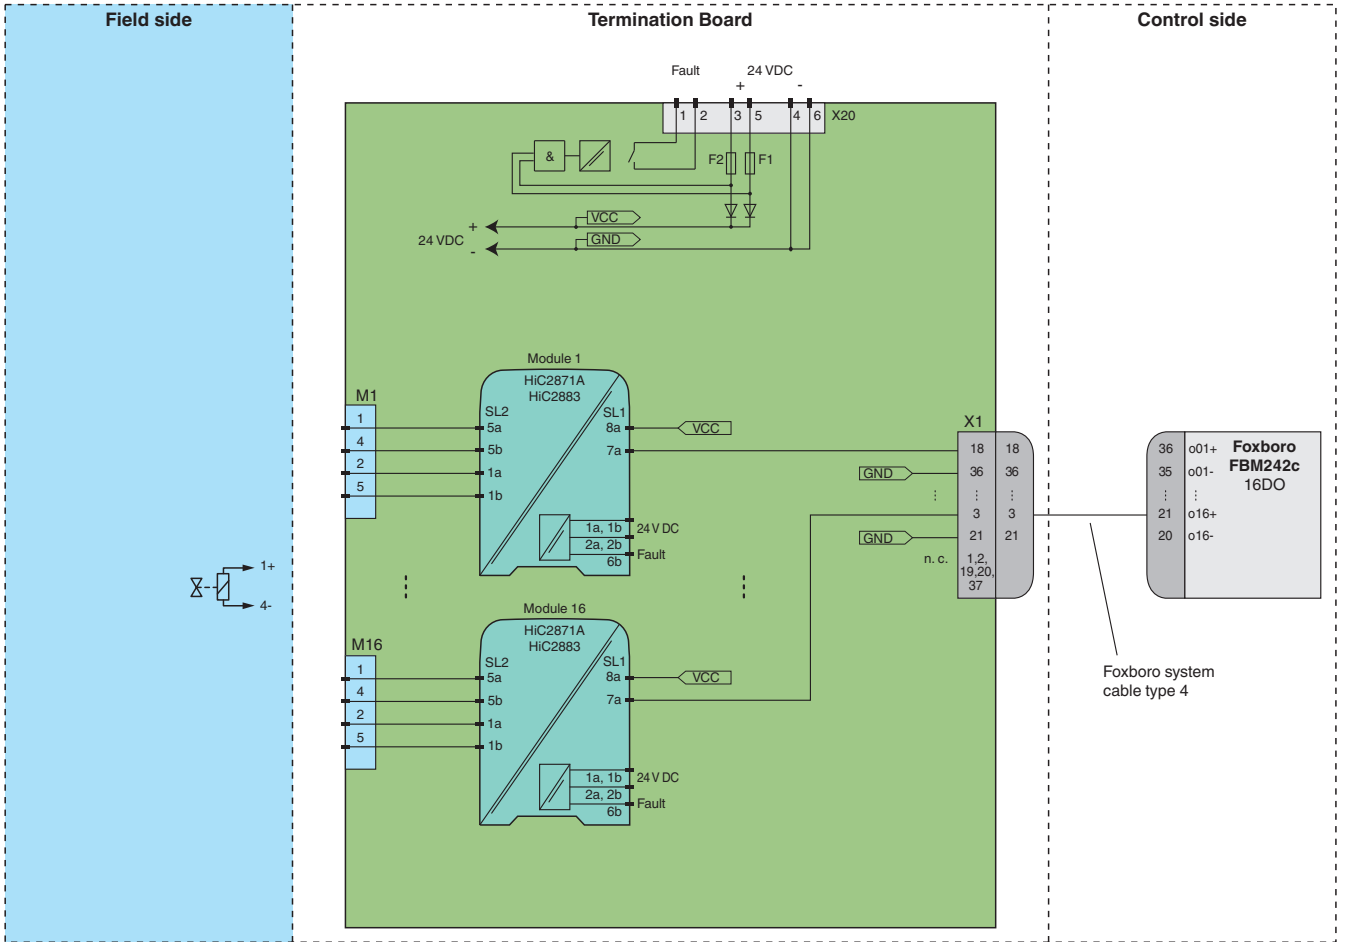 Field side
Termination Board
Control side
Fault
24 VDC
+
-
1 2 3 5 4 6 X20
&
F2 F1
VCC
+
24 VDC
GND
-
Module 1
HiC2871A
HiC2883
M1
1
4
2
5
SL2
5a
5b
1a
1b
SL1
8a
7a
VCC
1a, 1b
2a, 2b
6b
24 V DC
Fault
X1
18 18
GND
36 36
⋮ ⋮ ⋮
3 3
GND
21 21
n. c.
1,2,
19,20,
37
36 o01+
35 o01-
⋮ ⋮
21 o16+
20 o16-
Foxboro
FBM242c
16DO
1+
4-
Module 16
HiC2871A
HiC2883
M16
1
4
2
5
SL2
5a
5b
1a
1b
SL1
8a
7a
VCC
1a, 1b
2a, 2b
6b
24 V DC
Fault
Foxboro system
cable type 4